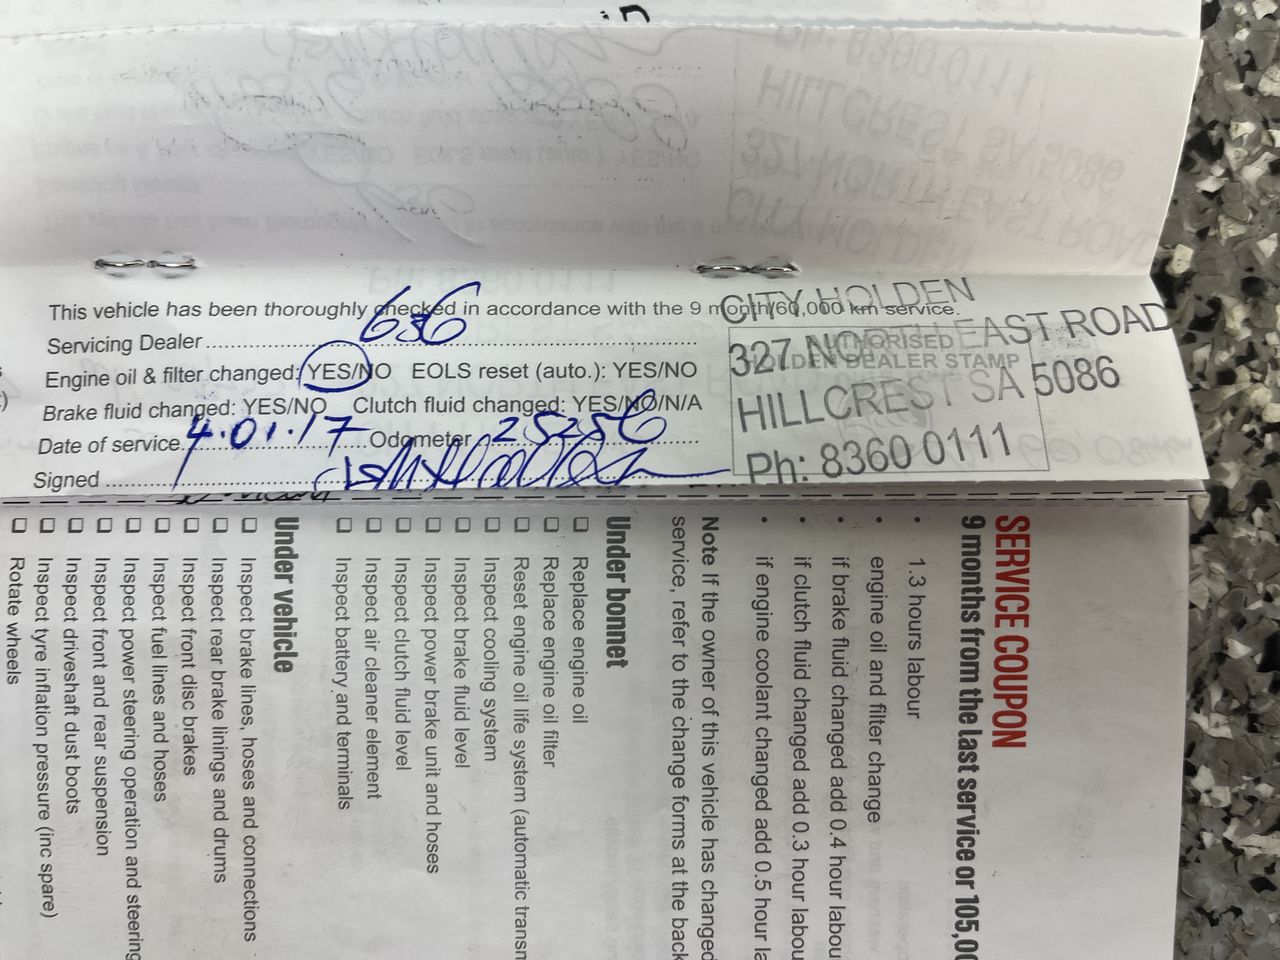 This vehicle has been thoroughly checked in accordance with the 9 month/60,000 km service.
Servicing Dealer
Engine oil & filter changed: YES/NO EOLS reset (auto.): YES/NO
Brake fluid changed: YES/NO Clutch fluid changed: YES/NO/N/A
Date of service 4.01.17 Odometer 25256
Signed
AUTHORISED
HOLDEN DEALER STAMP
CITY HOLDEN
327 NORTH EAST ROAD
HILLCREST SA 5086
Ph: 8360 0111
SERVICE COUPON
9 months from the last service or 105,00
• 1.3 hours labour
• engine oil and filter change
• if brake fluid changed add 0.4 hour labou
• if clutch fluid changed add 0.3 hour labou
• if engine coolant changed add 0.5 hour la
Note If the owner of this vehicle has changed
service, refer to the change forms at the back
Under bonnet
Replace engine oil
Replace engine oil filter
Reset engine oil life system (automatic transm
Inspect cooling system
Inspect brake fluid level
Inspect power brake unit and hoses
Inspect clutch fluid level
Inspect air cleaner element
Inspect battery and terminals
Under vehicle
Inspect brake lines, hoses and connections
Inspect rear brake linings and drums
Inspect front disc brakes
Inspect fuel lines and hoses
Inspect power steering operation and steering
Inspect front and rear suspension
Inspect driveshaft dust boots
Inspect tyre inflation pressure (inc spare)
Rotate wheels